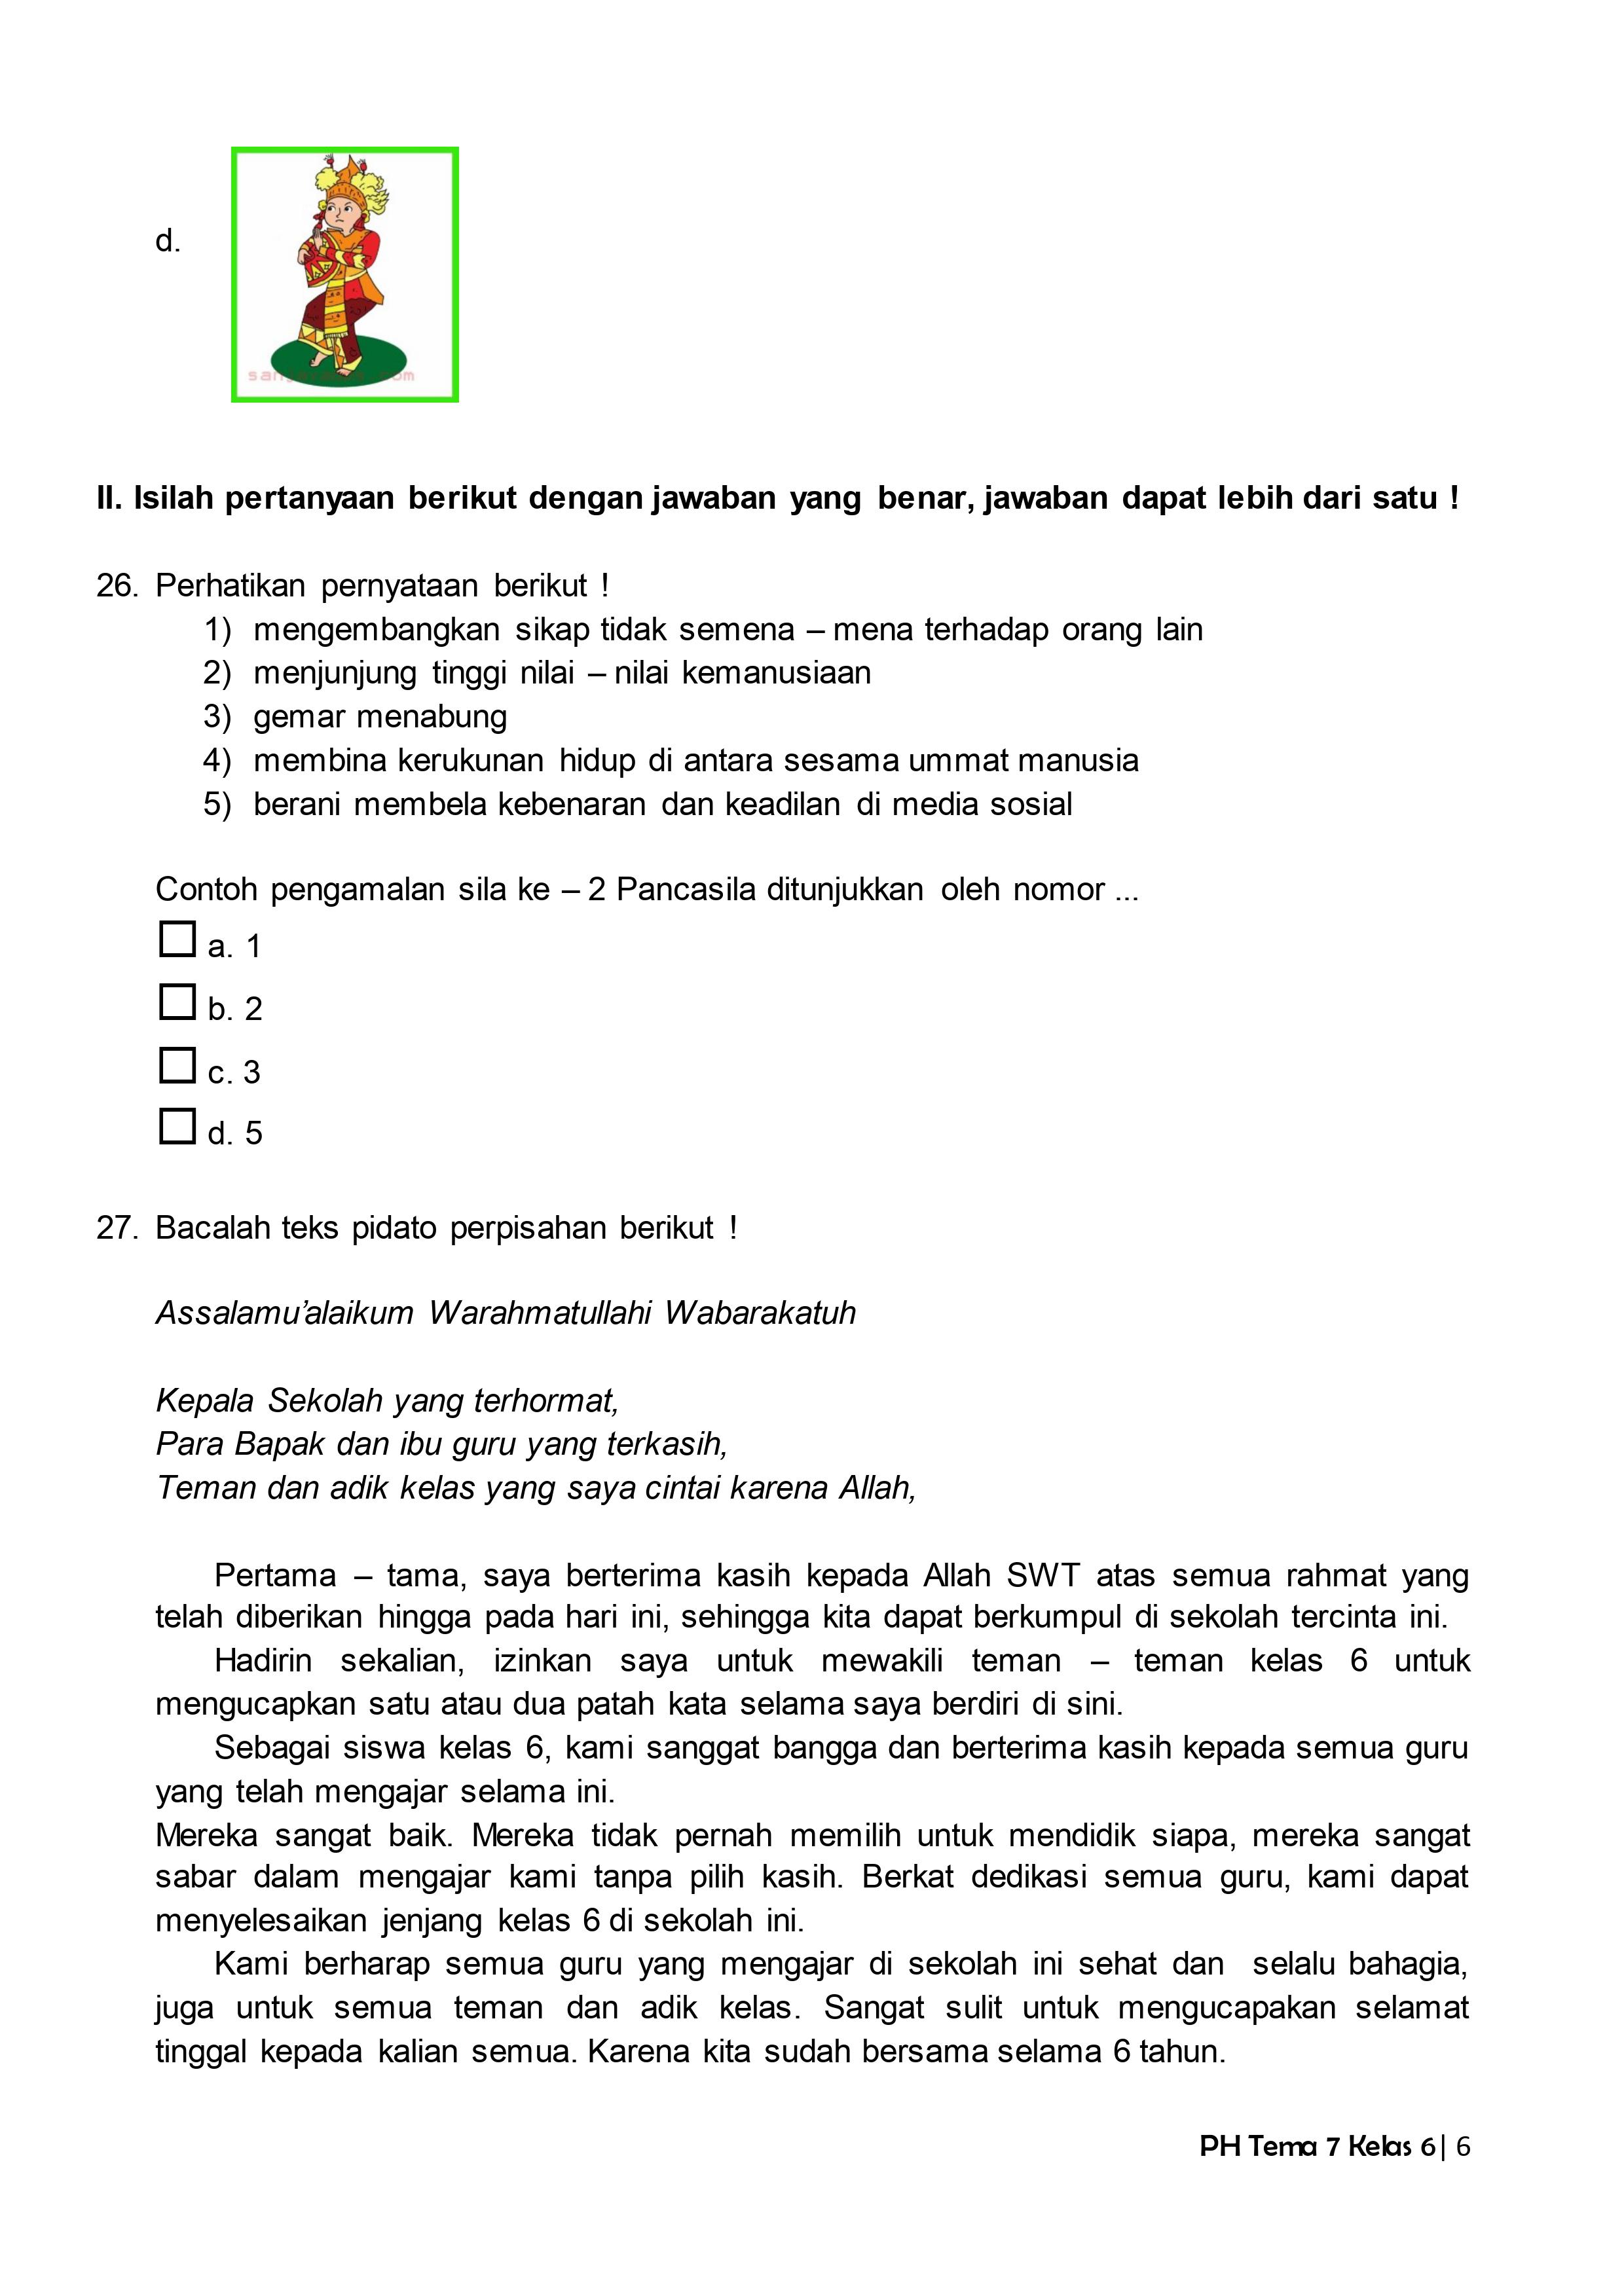 d.
II. Isilah pertanyaan berikut dengan jawaban yang benar, jawaban dapat lebih dari satu !
26. Perhatikan pernyataan berikut !
1) mengembangkan sikap tidak semena – mena terhadap orang lain
2) menjunjung tinggi nilai – nilai kemanusiaan
3) gemar menabung
4) membina kerukunan hidup di antara sesama ummat manusia
5) berani membela kebenaran dan keadilan di media sosial
Contoh pengamalan sila ke – 2 Pancasila ditunjukkan oleh nomor ...
a. 1
b. 2
c. 3
d. 5
27. Bacalah teks pidato perpisahan berikut !
Assalamu’alaikum Warahmatullahi Wabarakatuh
Kepala Sekolah yang terhormat,
Para Bapak dan ibu guru yang terkasih,
Teman dan adik kelas yang saya cintai karena Allah,
Pertama – tama, saya berterima kasih kepada Allah SWT atas semua rahmat yang
telah diberikan hingga pada hari ini, sehingga kita dapat berkumpul di sekolah tercinta ini.
Hadirin sekalian, izinkan saya untuk mewakili teman – teman kelas 6 untuk
mengucapkan satu atau dua patah kata selama saya berdiri di sini.
Sebagai siswa kelas 6, kami sanggat bangga dan berterima kasih kepada semua guru
yang telah mengajar selama ini.
Mereka sangat baik. Mereka tidak pernah memilih untuk mendidik siapa, mereka sangat
sabar dalam mengajar kami tanpa pilih kasih. Berkat dedikasi semua guru, kami dapat
menyelesaikan jenjang kelas 6 di sekolah ini.
Kami berharap semua guru yang mengajar di sekolah ini sehat dan selalu bahagia,
juga untuk semua teman dan adik kelas. Sangat sulit untuk mengucapakan selamat
tinggal kepada kalian semua. Karena kita sudah bersama selama 6 tahun.
PH Tema 7 Kelas 6| 6